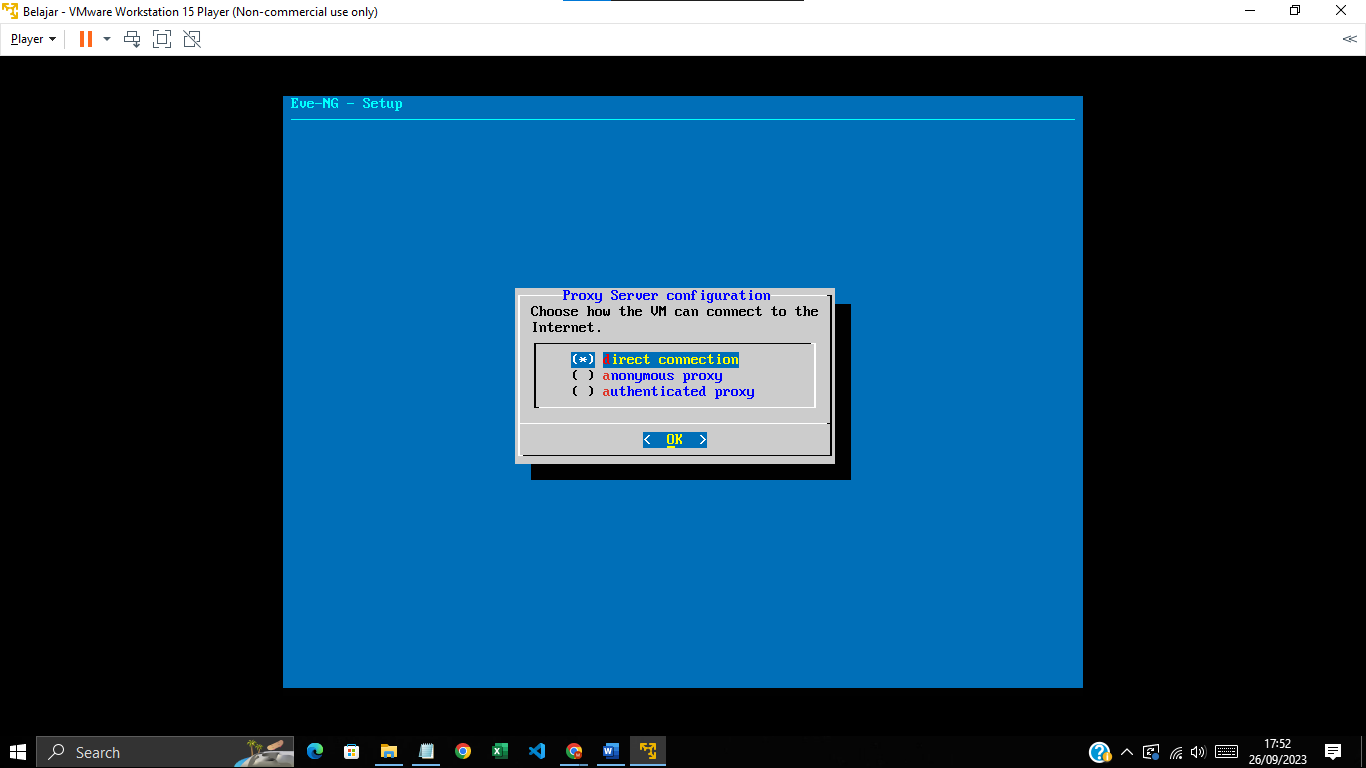 Belajar - VMware Workstation 15 Player (Non-commercial use only)
Player
Eve-NG - Setup
Proxy Server configuration
Choose how the VM can connect to the
Internet.
(*) direct connection
( ) anonymous proxy
( ) authenticated proxy
< OK >
Search
17:52
26/09/2023